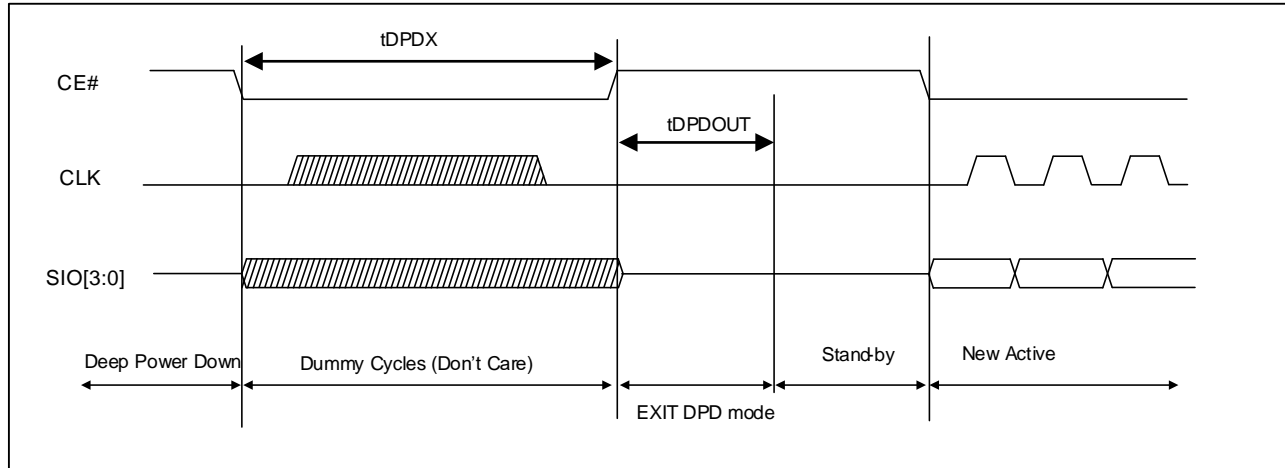 tDPDX
CE#
tDPDOUT
CLK
SIO[3:0]
Deep Power Down
Dummy Cycles (Don't Care)
Stand-by
New Active
EXIT DPD mode